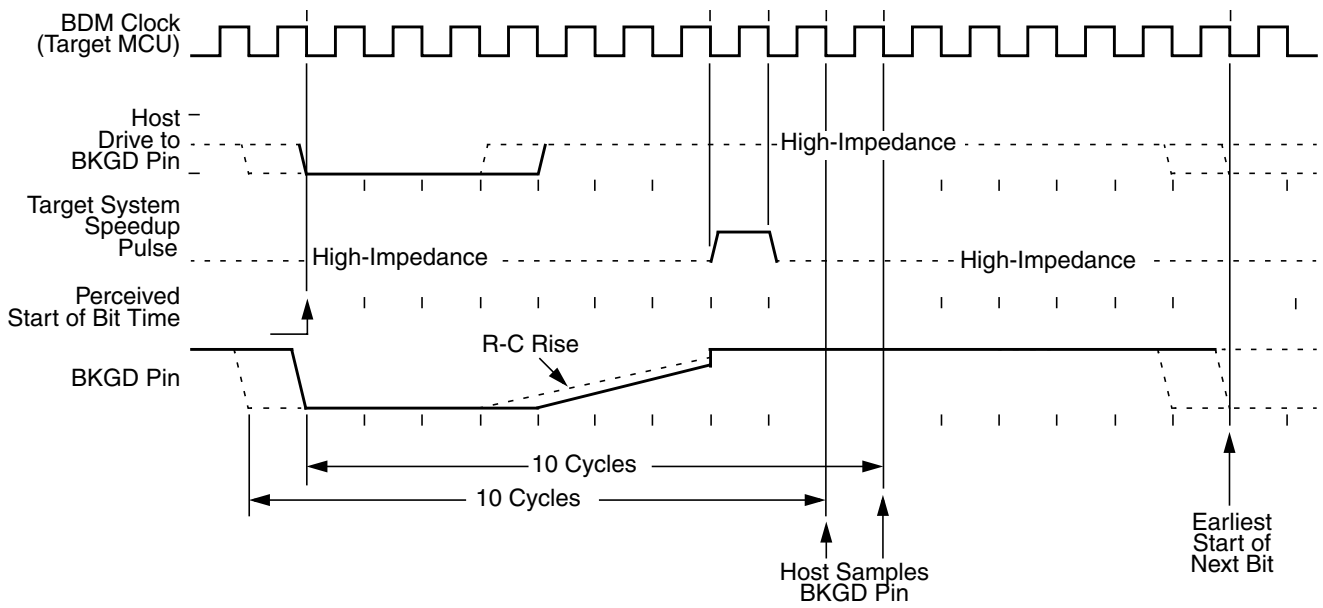 BDM Clock
(Target MCU)
Host
Drive to
BKGD Pin
High-Impedance
Target System
Speedup
Pulse
High-Impedance
High-Impedance
Perceived
Start of Bit Time
R-C Rise
BKGD Pin
10 Cycles
10 Cycles
Host Samples
BKGD Pin
Earliest
Start of
Next Bit